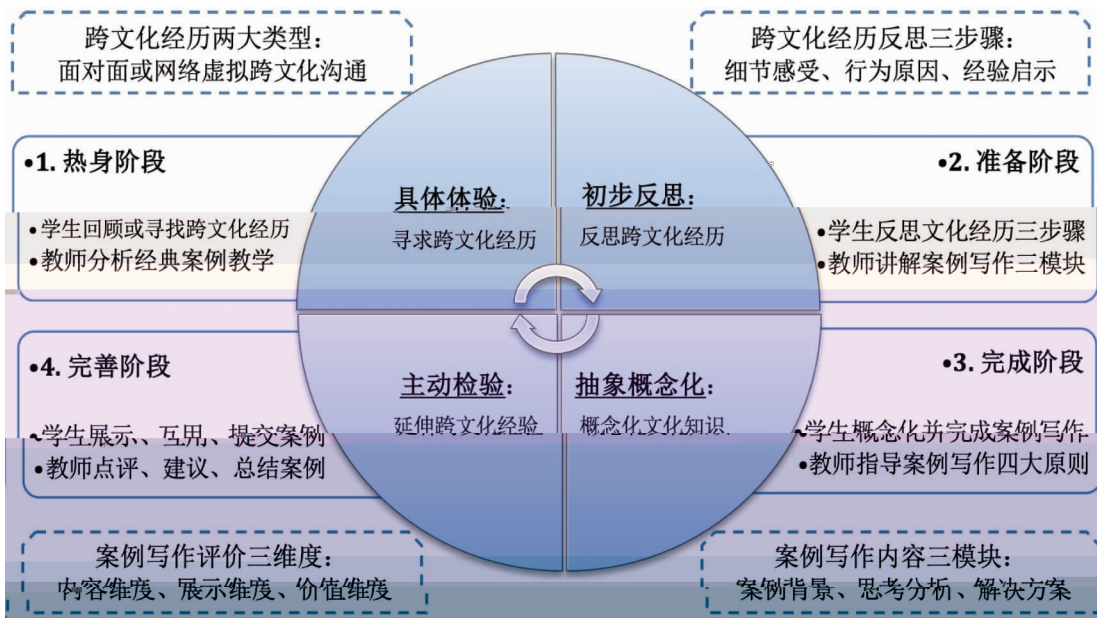 跨文化经历两大类型：
面对面或网络虚拟跨文化沟通
跨文化经历反思三步骤：
细节感受、行为原因、经验启示
•1. 热身阶段
•学生回顾或寻找跨文化经历
•教师分析经典案例教学
具体体验：
寻求跨文化经历
初步反思：
反思跨文化经历
•2. 准备阶段
•学生反思文化经历三步骤
•教师讲解案例写作三模块
•4. 完善阶段
•学生展示、互用、提交案例
•教师点评、建议、总结案例
主动检验：
延伸跨文化经验
抽象概念化：
概念化文化知识
•3. 完成阶段
•学生概念化并完成案例写作
•教师指导案例写作四大原则
案例写作评价三维度：
内容维度、展示维度、价值维度
案例写作内容三模块：
案例背景、思考分析、解决方案